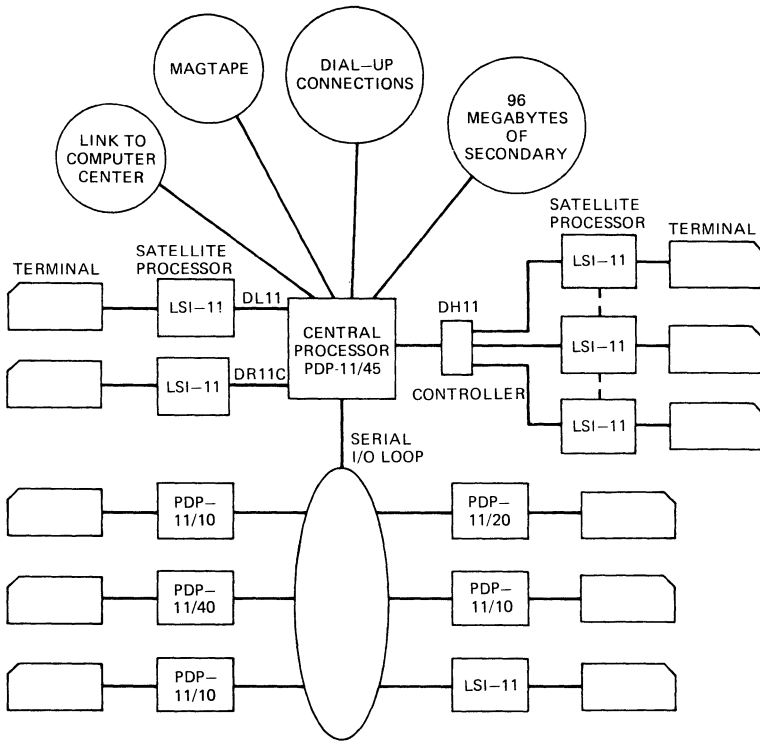 MAGTAPE
DIAL–UP
CONNECTIONS
96
MEGABYTES
OF
SECONDARY
LINK TO
COMPUTER
CENTER
SATELLITE
PROCESSOR
TERMINAL
LSI–11
TERMINAL
SATELLITE
PROCESSOR
LSI–11
DL11
CENTRAL
PROCESSOR
PDP-11/45
DH11
CONTROLLER
LSI–11
LSI–11
DR11C
LSI–11
SERIAL
I/O LOOP
PDP–
11/10
PDP–
11/20
PDP–
11/40
PDP–
11/10
PDP–
11/10
LSI–11